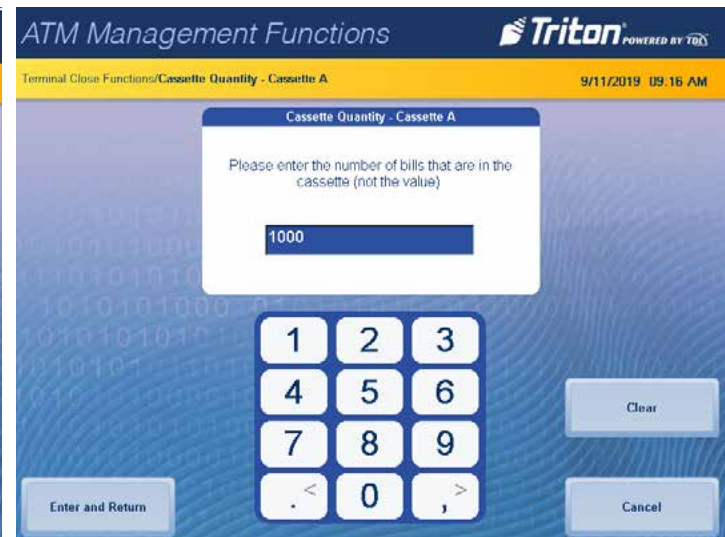 ATM Management Functions
Triton POWERED BY TDL
Terminal Close Functions/Cassette Quantity - Cassette A
9/11/2019 09.16 AM
Cassette Quantity - Cassette A
Please enter the number of bills that are in the
cassette (not the value)
1000
1 2 3
4 5 6
7 8 9
.< 0 ,>
Clear
Enter and Return
Cancel